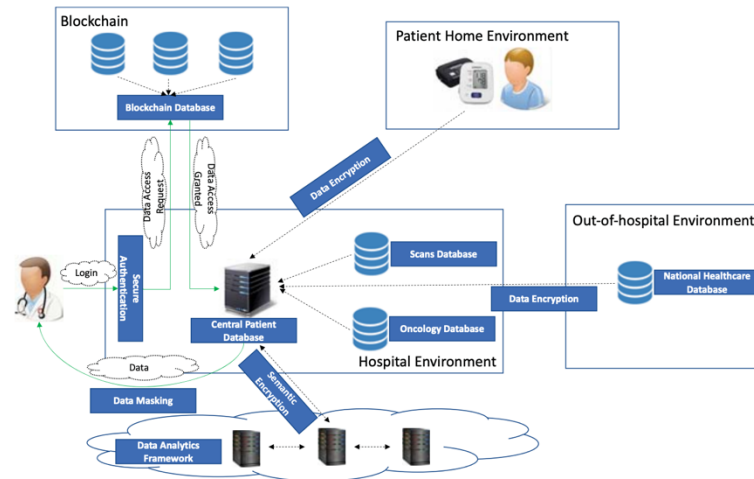 Blockchain
Blockchain Database
Patient Home Environment
Data Encryption
Data Access
Request
Data Access
Granted
Out-of-hospital Environment
National Healthcare
Database
Data Encryption
Login
Secure
Authentication
Scans Database
Oncology Database
Central Patient
Database
Hospital Environment
Data
Data Masking
Semantic
Encryption
Data Analytics
Framework